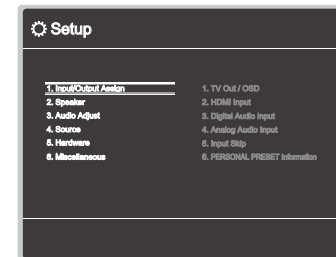 Setup
1. Input/Output Assign
2. Speaker
3. Audio Adjust
4. Source
5. Hardware
6. Miscellaneous
1. TV Out / OSD
2. HDMI Input
3. Digital Audio Input
4. Analog Audio Input
5. Input Skip
6. PERSONAL PRESET Information